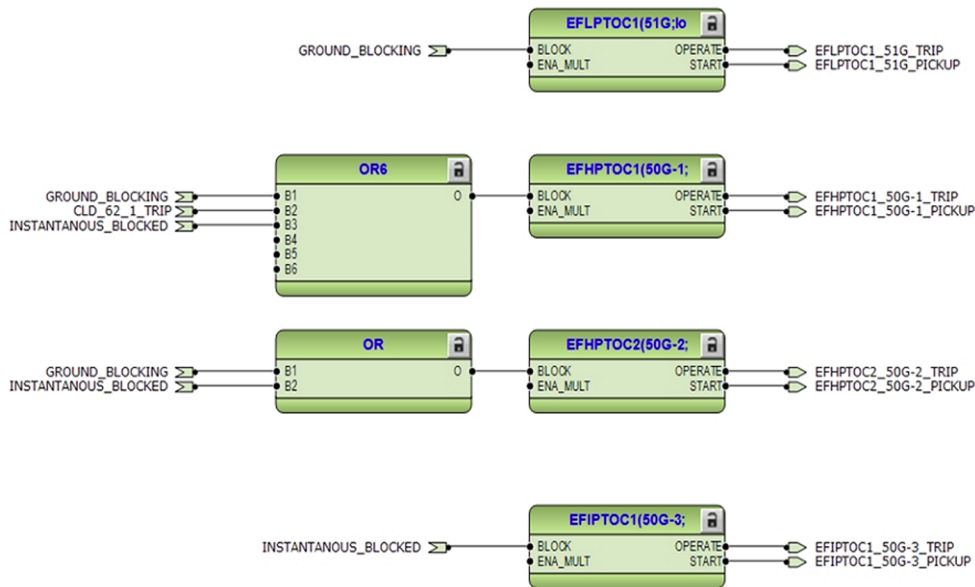 EFLPTOC1(51G;lo
GROUND_BLOCKING BLOCK OPERATE EFLPTOC1_51G_TRIP
ENA_MULT START EFLPTOC1_51G_PICKUP
OR6 EFHPTOC1(50G-1;
GROUND_BLOCKING B1 O BLOCK OPERATE EFHPTOC1_50G-1_TRIP
CLD_62_1_TRIP B2 ENA_MULT START EFHPTOC1_50G-1_PICKUP
INSTANTANOUS_BLOCKED B3
B4
B5
B6
OR EFHPTOC2(50G-2;
GROUND_BLOCKING B1 O BLOCK OPERATE EFHPTOC2_50G-2_TRIP
INSTANTANOUS_BLOCKED B2 ENA_MULT START EFHPTOC2_50G-2_PICKUP
EFIPTOC1(50G-3;
INSTANTANOUS_BLOCKED BLOCK OPERATE EFIPTOC1_50G-3_TRIP
ENA_MULT START EFIPTOC1_50G-3_PICKUP